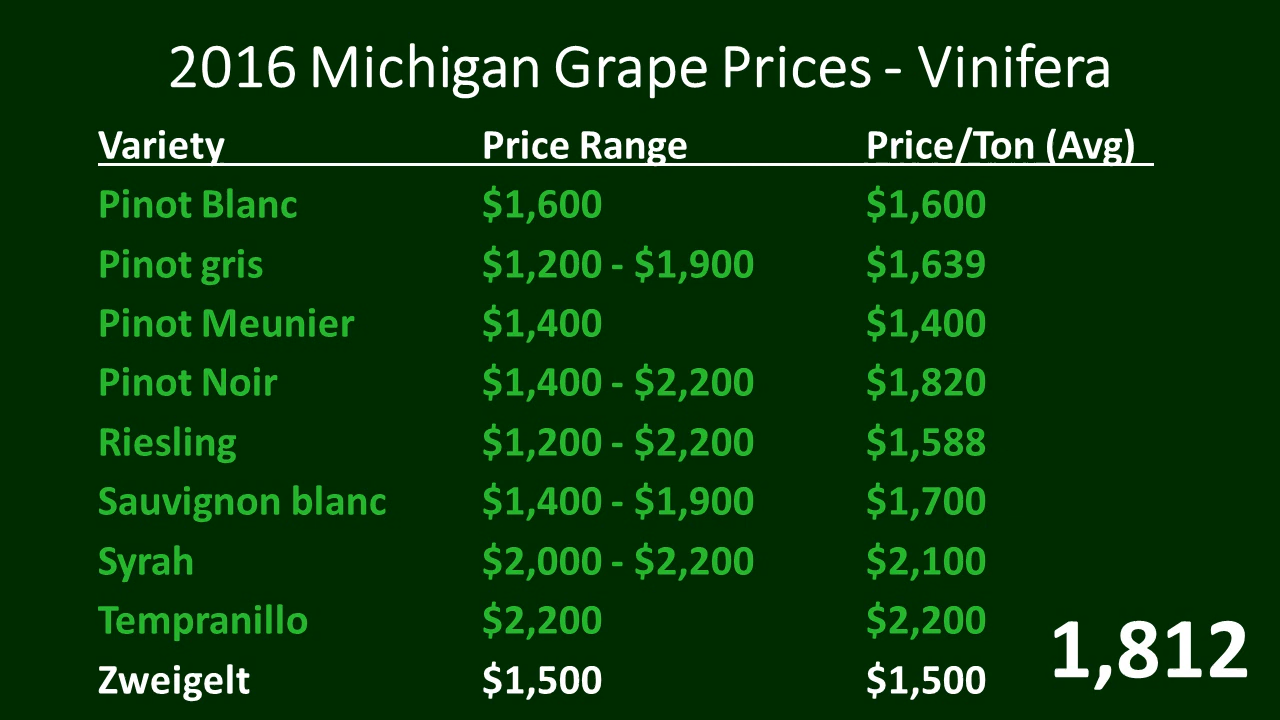 2016 Michigan Grape Prices - Vinifera
Variety Price Range Price/Ton (Avg)
Pinot Blanc $1,600 $1,600
Pinot gris $1,200 - $1,900 $1,639
Pinot Meunier $1,400 $1,400
Pinot Noir $1,400 - $2,200 $1,820
Riesling $1,200 - $2,200 $1,588
Sauvignon blanc $1,400 - $1,900 $1,700
Syrah $2,000 - $2,200 $2,100
Tempranillo $2,200 $2,200
Zweigelt $1,500 $1,500
1,812